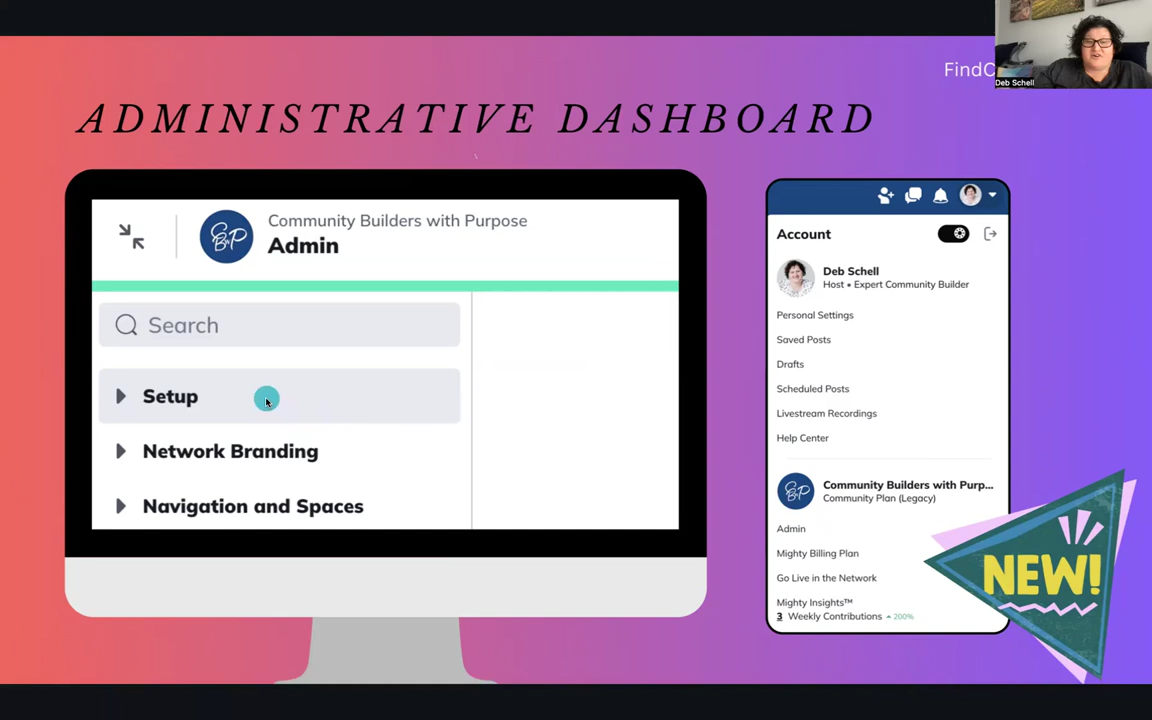 FindC
Deb Schell
ADMINISTRATIVE DASHBOARD
Community Builders with Purpose
Admin
Search
Setup
Network Branding
Navigation and Spaces
Account
Deb Schell
Host • Expert Community Builder
Personal Settings
Saved Posts
Drafts
Scheduled Posts
Livestream Recordings
Help Center
Community Builders with Purp...
Community Plan (Legacy)
Admin
Mighty Billing Plan
Go Live in the Network
Mighty Insights™
3 Weekly Contributions 200%
NEW!